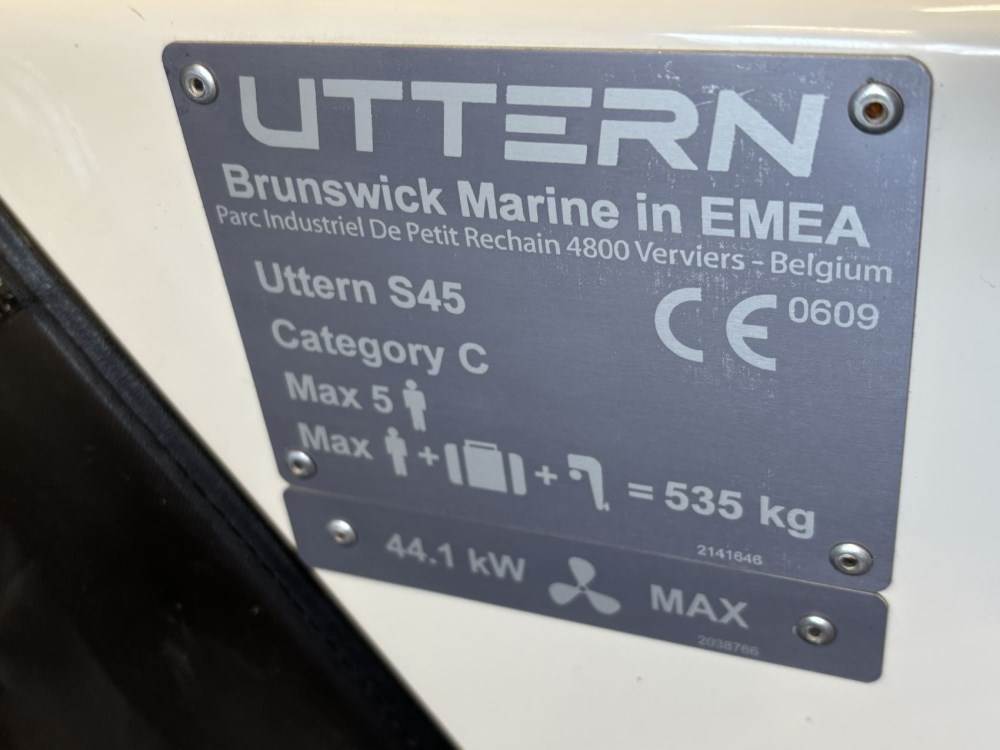 UTTERN
Brunswick Marine in EMEA
Parc Industriel De Petit Rechain 4800 Verviers - Belgium
Uttern S45
CE 0609
Category C
Max 5
Max + + = 535 kg
2141646
44.1 kW MAX
2038766